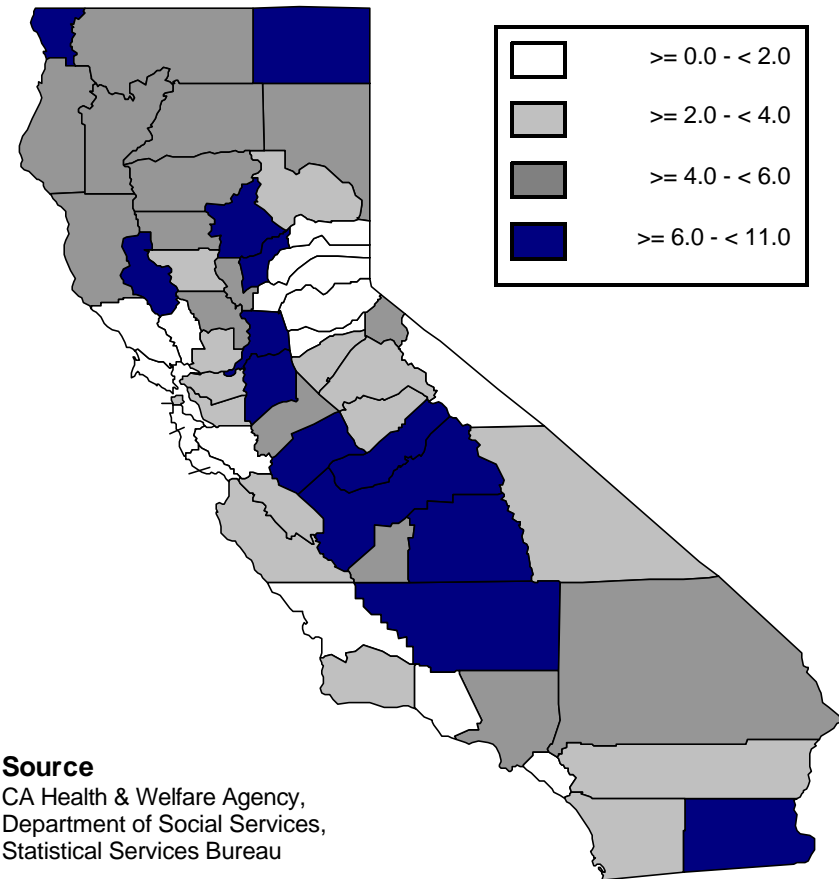 >= 0.0 - < 2.0
>= 2.0 - < 4.0
>= 4.0 - < 6.0
>= 6.0 - < 11.0
Source
CA Health & Welfare Agency,
Department of Social Services,
Statistical Services Bureau